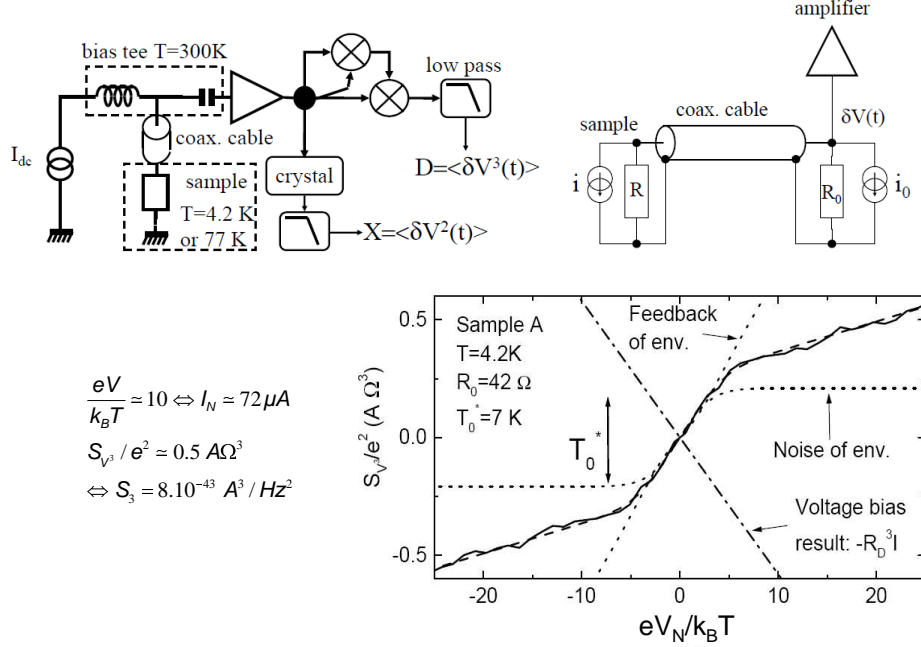 bias tee T=300K
low pass
coax. cable
I_dc
sample
T=4.2 K
or 77 K
crystal
D=<δV³(t)>
X=<δV²(t)>
amplifier
coax. cable
δV(t)
sample
i
R
R₀
i₀
eV/k_BT ≃ 10 ⇔ I_N ≃ 72 μA
S_V³/e² ≃ 0.5 AΩ³
⇔ S₃ = 8.10⁻⁴³ A³/Hz²
Sample A
T=4.2K
R₀=42 Ω
T₀*=7 K
Feedback
of env.
T₀*
Noise of env.
Voltage bias
result: -R_D³I
0.5
0.0
-0.5
S_V³/e² (A Ω³)
-20
-10
0
10
20
eV_N/k_BT